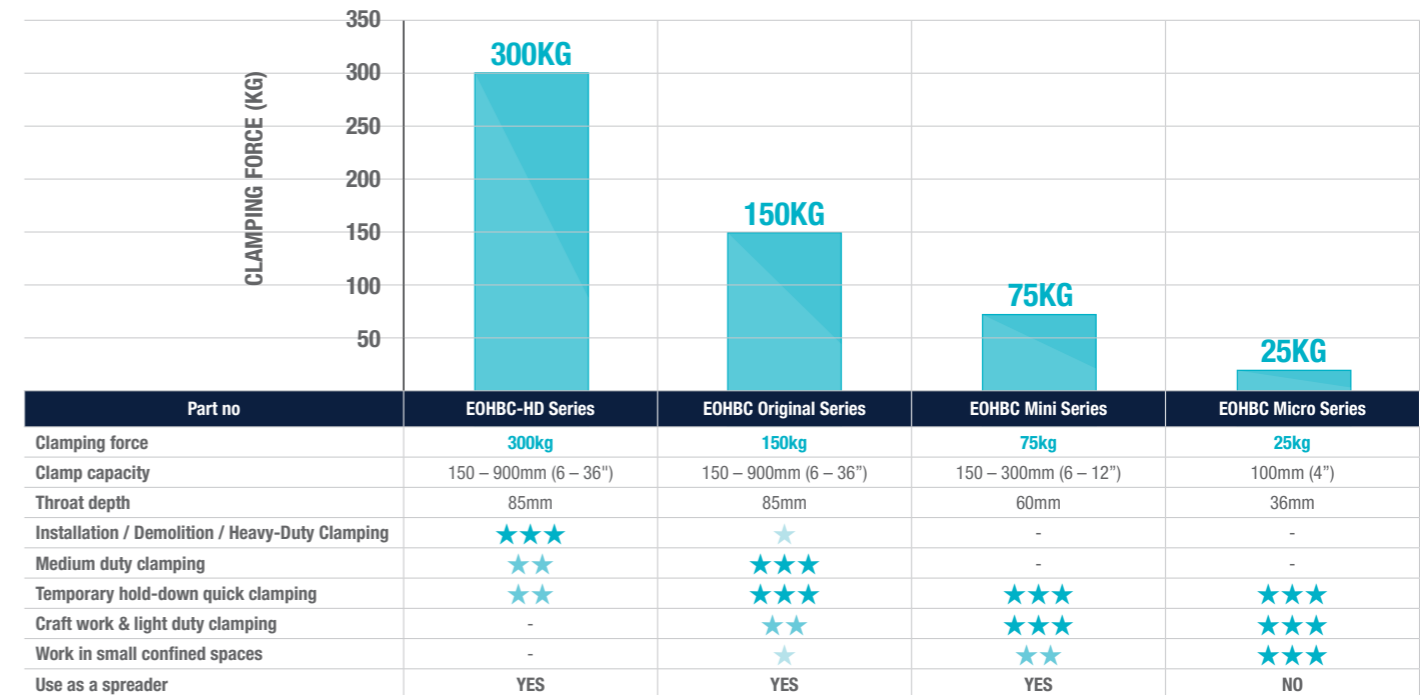 350
300KG
300
CLAMPING FORCE (KG)
250
200
150KG
150
100
75KG
50
25KG
Part no EOHBC-HD Series EOHBC Original Series EOHBC Mini Series EOHBC Micro Series
Clamping force 300kg 150kg 75kg 25kg
Clamp capacity 150 – 900mm (6 – 36") 150 – 900mm (6 – 36”) 150 – 300mm (6 – 12”) 100mm (4”)
Throat depth 85mm 85mm 60mm 36mm
Installation / Demolition / Heavy-Duty Clamping ★★★ ★ - -
Medium duty clamping ★★ ★★★ - -
Temporary hold-down quick clamping ★★ ★★★ ★★★ ★★★
Craft work & light duty clamping - ★★ ★★★ ★★★
Work in small confined spaces - ★ ★★ ★★★
Use as a spreader YES YES YES NO